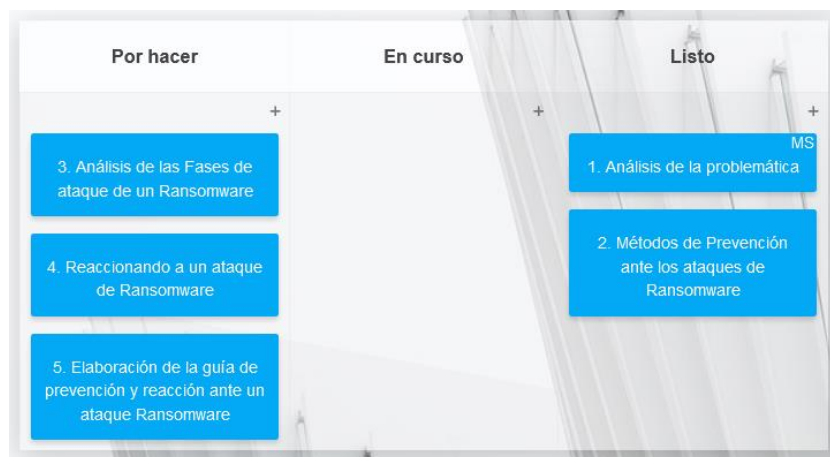 Por hacer
En curso
Listo
+
+
+
3. Análisis de las Fases de
ataque de un Ransomware
4. Reaccionando a un ataque
de Ransomware
5. Elaboración de la guía de
prevención y reacción ante un
ataque Ransomware
MS
1. Análisis de la problemática
2. Métodos de Prevención
ante los ataques de
Ransomware